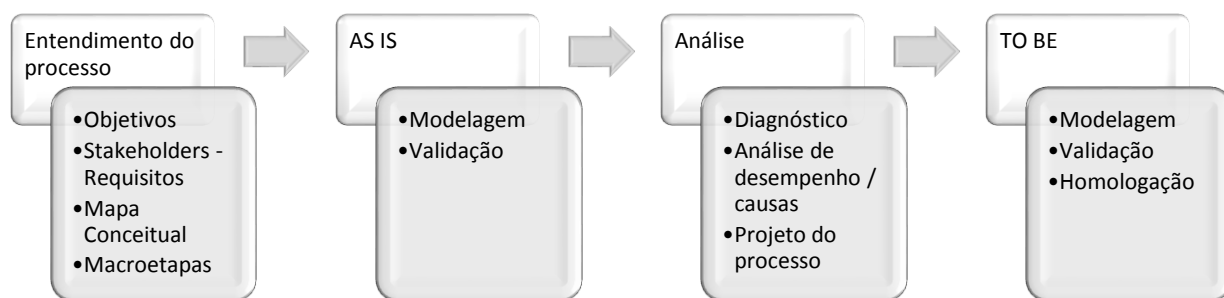 Entendimento do
processo
•Objetivos
•Stakeholders -
Requisitos
•Mapa
Conceitual
•Macroetapas
AS IS
•Modelagem
•Validação
Análise
•Diagnóstico
•Análise de
desempenho /
causas
•Projeto do
processo
TO BE
•Modelagem
•Validação
•Homologação